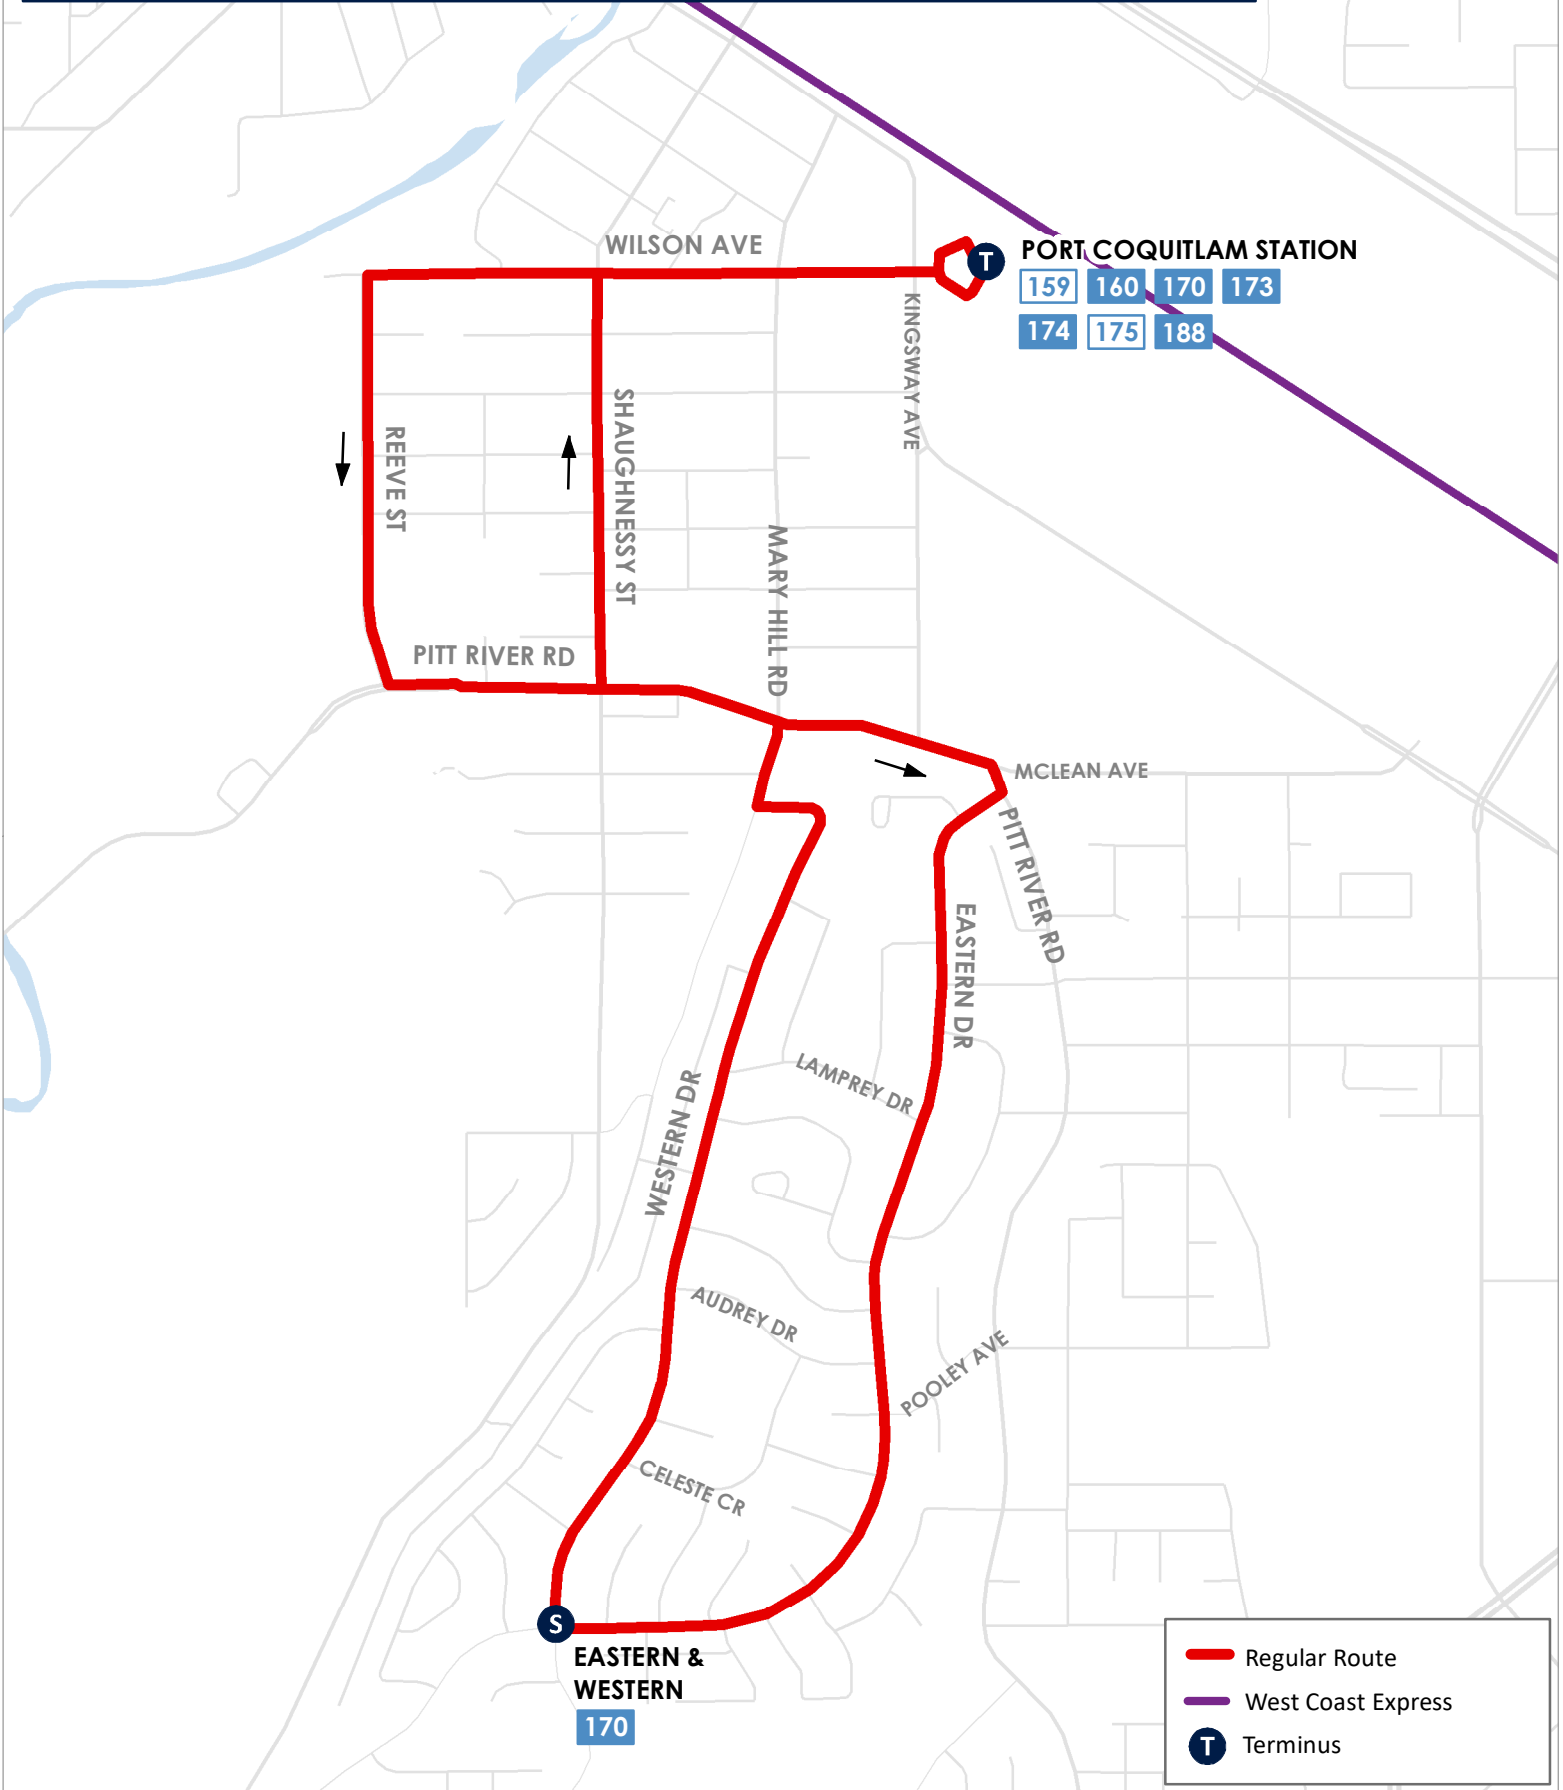 WILSON AVE
PORT COQUITLAM STATION
159 160 170 173
174 175 188
KINGSWAY AVE
REEVE ST
SHAUGHNESSY ST
MARY HILL RD
PITT RIVER RD
MCLEAN AVE
PITT RIVER RD
EASTERN DR
LAMPREY DR
WESTERN DR
AUDREY DR
POOLEY AVE
CELESTE CR
T
S
EASTERN &
WESTERN
170
Regular Route
West Coast Express
T Terminus